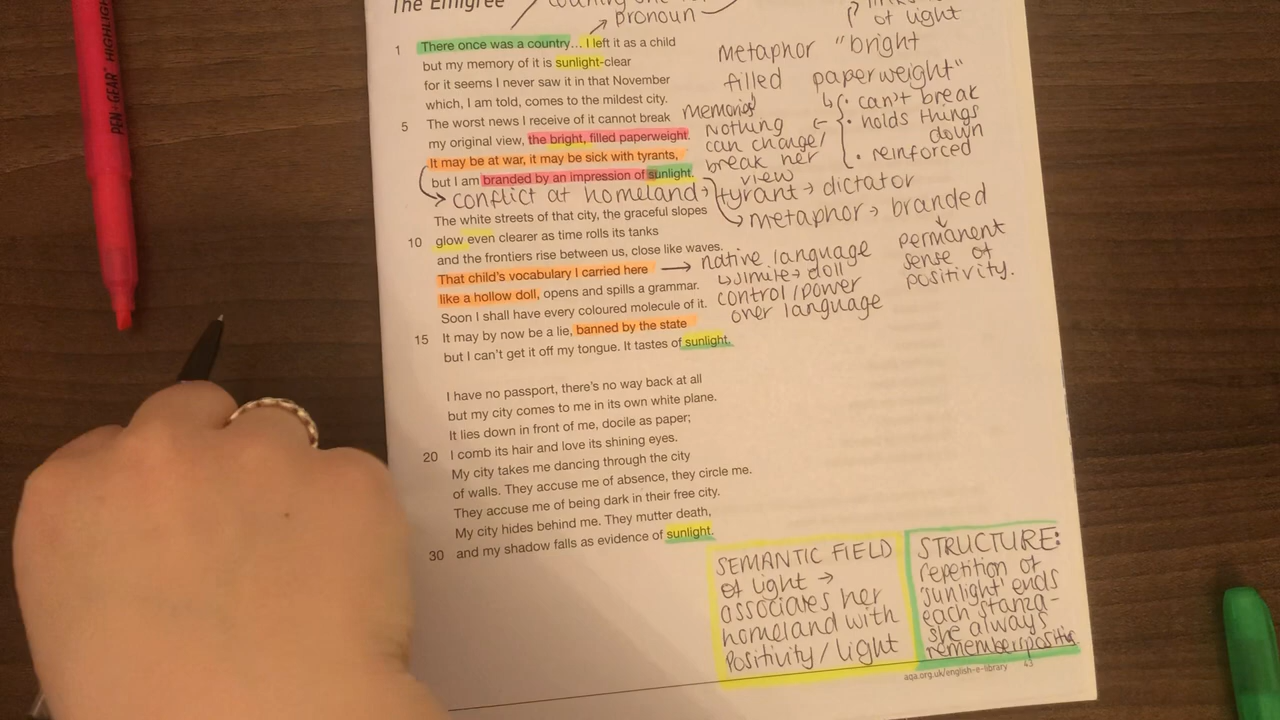 The Emigrée
country
pronoun
links
of light
1 There once was a country… I left it as a child
but my memory of it is sunlight-clear
for it seems I never saw it in that November
which, I am told, comes to the mildest city.
5 The worst news I receive of it cannot break
my original view, the bright, filled paperweight.
It may be at war, it may be sick with tyrants,
but I am branded by an impression of sunlight.
The white streets of that city, the graceful slopes
10 glow even clearer as time rolls its tanks
and the frontiers rise between us, close like waves.
That child's vocabulary I carried here
like a hollow doll, opens and spills a grammar.
Soon I shall have every coloured molecule of it.
15 It may by now be a lie, banned by the state
but I can't get it off my tongue. It tastes of sunlight.
I have no passport, there's no way back at all
but my city comes to me in its own white plane.
It lies down in front of me, docile as paper;
20 I comb its hair and love its shining eyes.
My city takes me dancing through the city
of walls. They accuse me of absence, they circle me.
They accuse me of being dark in their free city.
My city hides behind me. They mutter death,
30 and my shadow falls as evidence of sunlight.
metaphor "bright
filled paperweight"
↳ • can't break
• holds things
down
• reinforced
nothing
can change/
break her
view
→ conflict at homeland → tyrant → dictator
↳ metaphor → branded
↓
permanent
sense of
positivity.
→ native language
↳ simile → doll
control/power
over language
SEMANTIC FIELD
of light →
associates her
homeland with
positivity/light
STRUCTURE:
repetition of
'sunlight' ends
each stanza -
she always
remembers
aqa.org.uk/english-e-library
43
PEN+GEAR HIGHLIGH